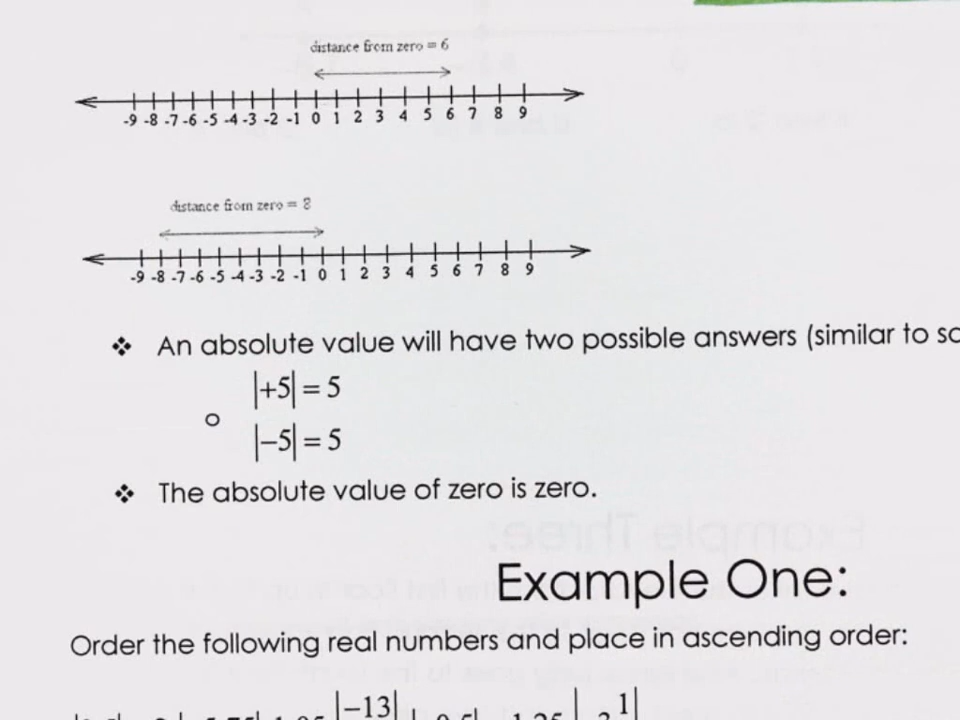 distance from zero = 6
-9 -8 -7 -6 -5 -4 -3 -2 -1 0 1 2 3 4 5 6 7 8 9
distance from zero = 8
-9 -8 -7 -6 -5 -4 -3 -2 -1 0 1 2 3 4 5 6 7 8 9
❖ An absolute value will have two possible answers (similar to
|+5| = 5
|−5| = 5
❖ The absolute value of zero is zero.
Example Three:
Example One:
Order the following real numbers and place in ascending order:
|−13|